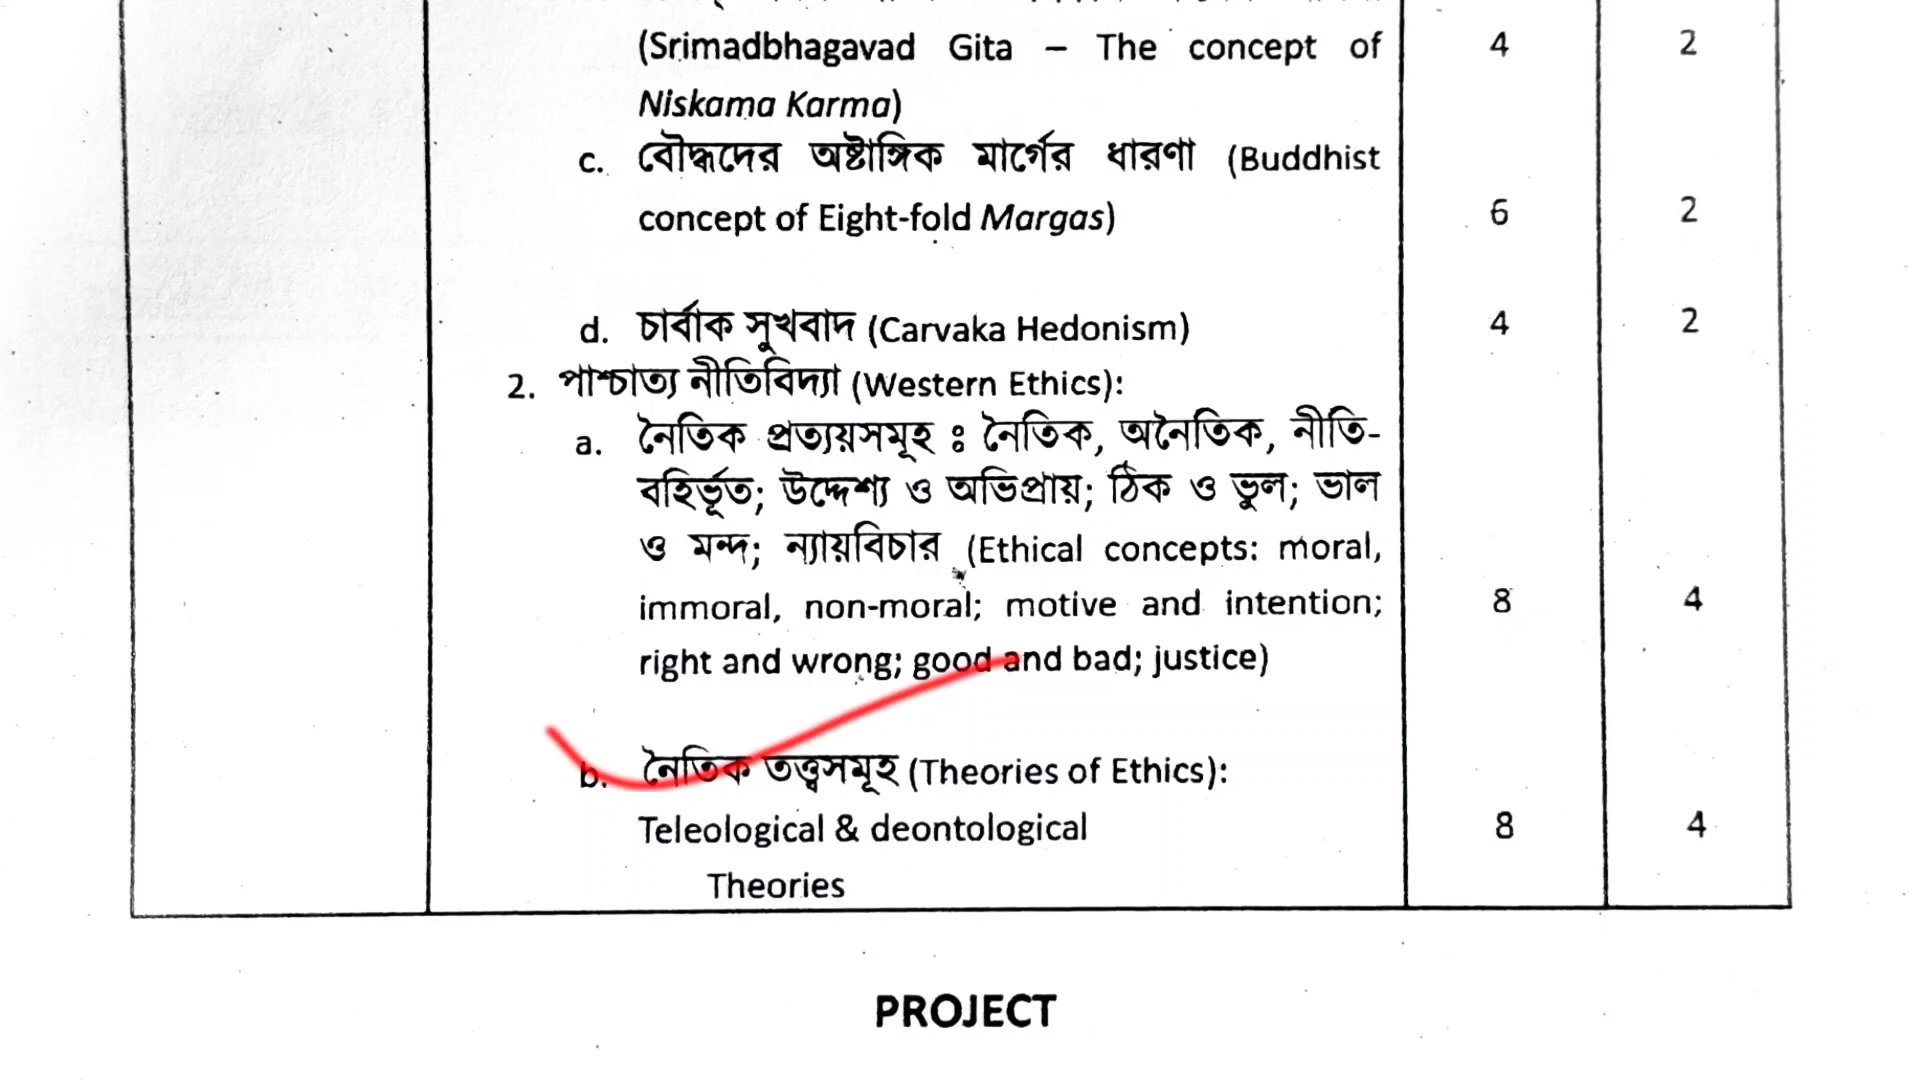 (Srimadbhagavad Gita – The concept of 4 2
Niskama Karma)
c. বৌদ্ধদের অষ্টাঙ্গিক মার্গের ধারণা (Buddhist
concept of Eight-fold Margas) 6 2
d. চার্বাক সুখবাদ (Carvaka Hedonism) 4 2
2. পাশ্চাত্য নীতিবিদ্যা (Western Ethics):
a. নৈতিক প্রত্যয়সমূহ ঃ নৈতিক, অনৈতিক, নীতি-
বহির্ভূত; উদ্দেশ্য ও অভিপ্রায়; ঠিক ও ভুল; ভাল
ও মন্দ; ন্যায়বিচার (Ethical concepts: moral,
immoral, non-moral; motive and intention; 8 4
right and wrong; good and bad; justice)
b. নৈতিক তত্ত্বসমূহ (Theories of Ethics):
Teleological & deontological 8 4
Theories
PROJECT